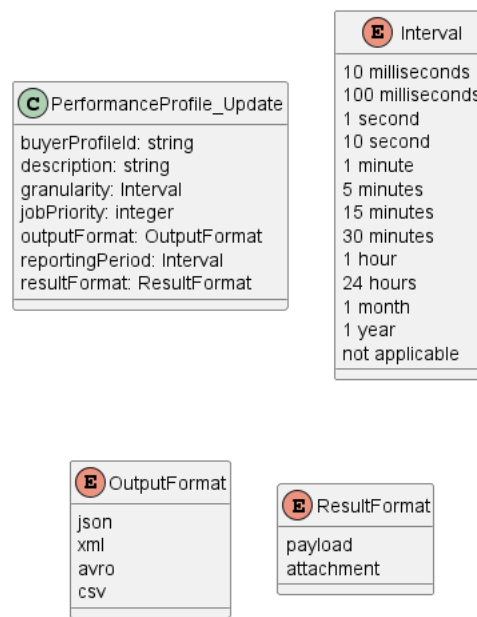 C PerformanceProfile_Update
buyerProfileId: string
description: string
granularity: Interval
jobPriority: integer
outputFormat: OutputFormat
reportingPeriod: Interval
resultFormat: ResultFormat
E Interval
10 milliseconds
100 milliseconds
1 second
10 second
1 minute
5 minutes
15 minutes
30 minutes
1 hour
24 hours
1 month
1 year
not applicable
E OutputFormat
json
xml
avro
csv
E ResultFormat
payload
attachment